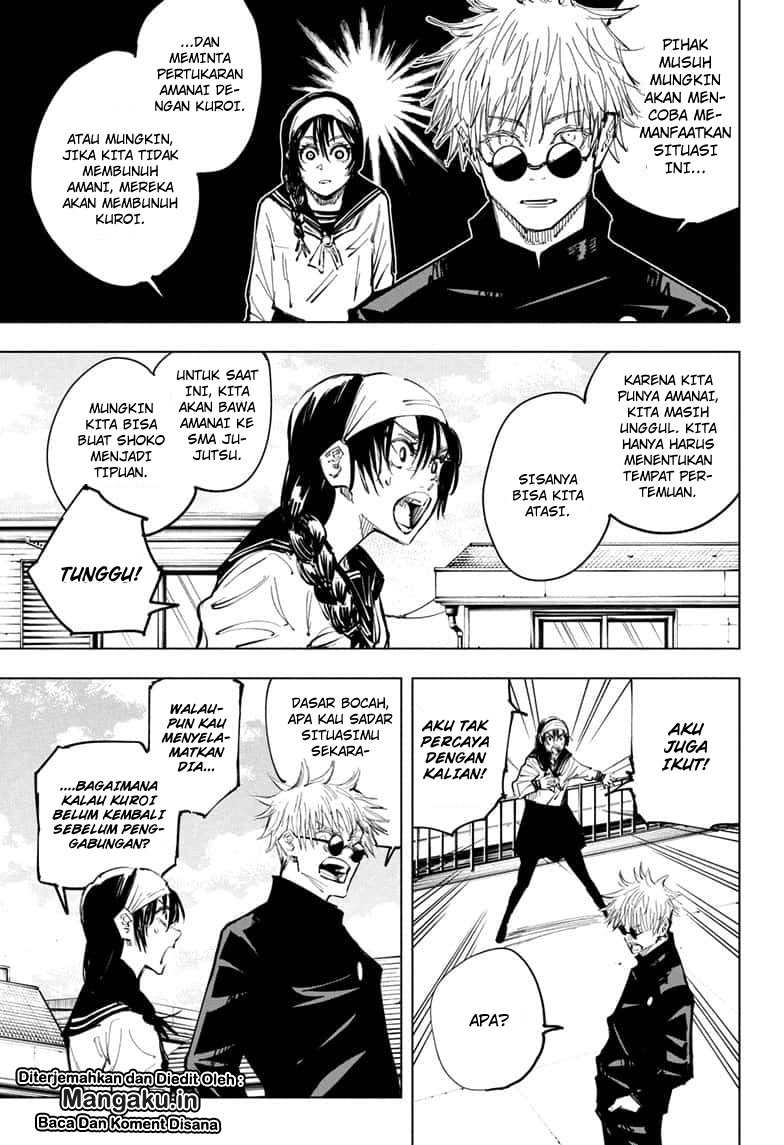 PIHAK
MUSUH
MUNGKIN
AKAN MEN-
COBA ME-
MANFAATKAN
SITUASI
INI...
...DAN
MEMINTA
PERTUKARAN
AMANAI DE-
NGAN KUROI.
ATAU MUNGKIN,
JIKA KITA TIDAK
MEMBUNUH
AMANI, MEREKA
AKAN MEMBUNUH
KUROI.
KARENA KITA
PUNYA AMANAI,
KITA MASIH
UNGGUL. KITA
HANYA HARUS
MENENTUKAN
TEMPAT PER-
TEMUAN.
SISANYA
BISA KITA
ATASI.
UNTUK SAAT
INI, KITA
AKAN BAWA
AMANAI KE
SMA JU-
JUTSU.
MUNGKIN
KITA BISA
BUAT SHOKO
MENJADI
TIPUAN.
TUNGGU!
AKU
JUGA
IKUT!
AKU TAK
PERCAYA
DENGAN
KALIAN!
APA?
DASAR BOCAH,
APA KAU SADAR
SITUASIMU
SEKARA-
WALAU-
PUN KAU
MENYELA-
MATKAN
DIA...
....BAGAIMANA
KALAU KUROI
BELUM KEMBALI
SEBELUM PENG-
GABUNGAN?
Diterjemahkan dan Diedit Oleh :
Mangaku.in
Baca Dan Koment Disana